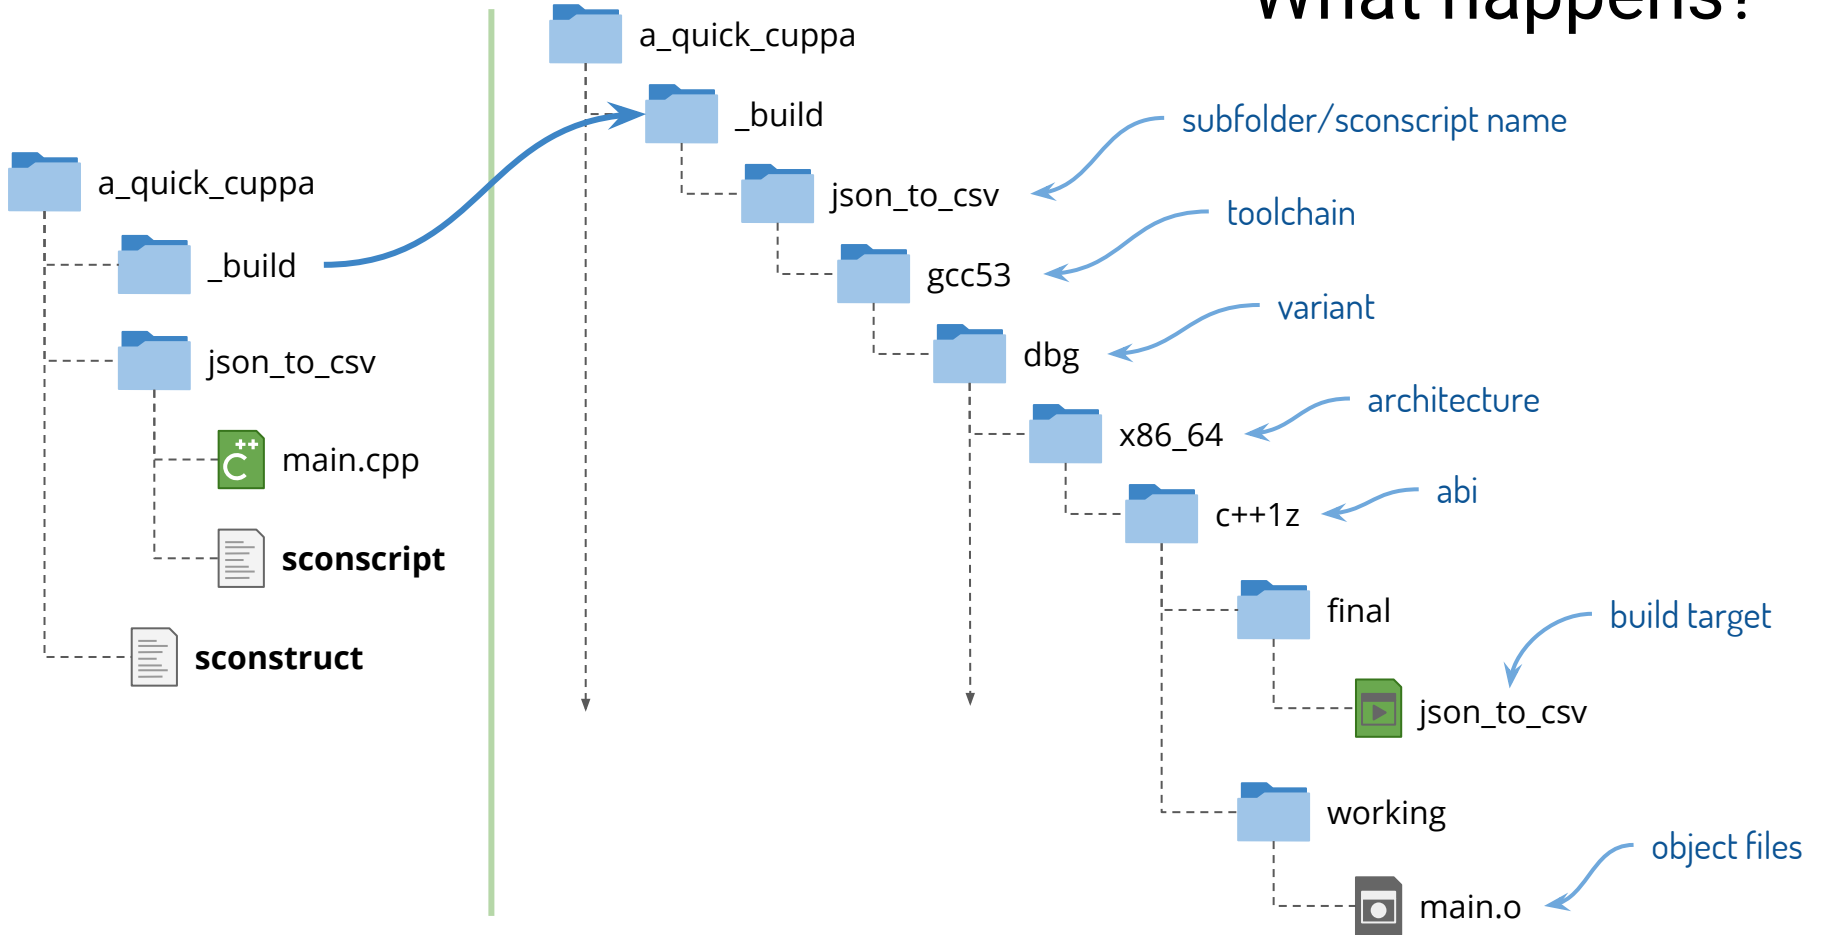 What happens?
a_quick_cuppa
_build
json_to_csv
C++
main.cpp
sconscript
sconstruct
a_quick_cuppa
_build
subfolder/sconscript name
json_to_csv
toolchain
gcc53
variant
dbg
architecture
x86_64
abi
c++1z
final
build target
json_to_csv
working
object files
main.o